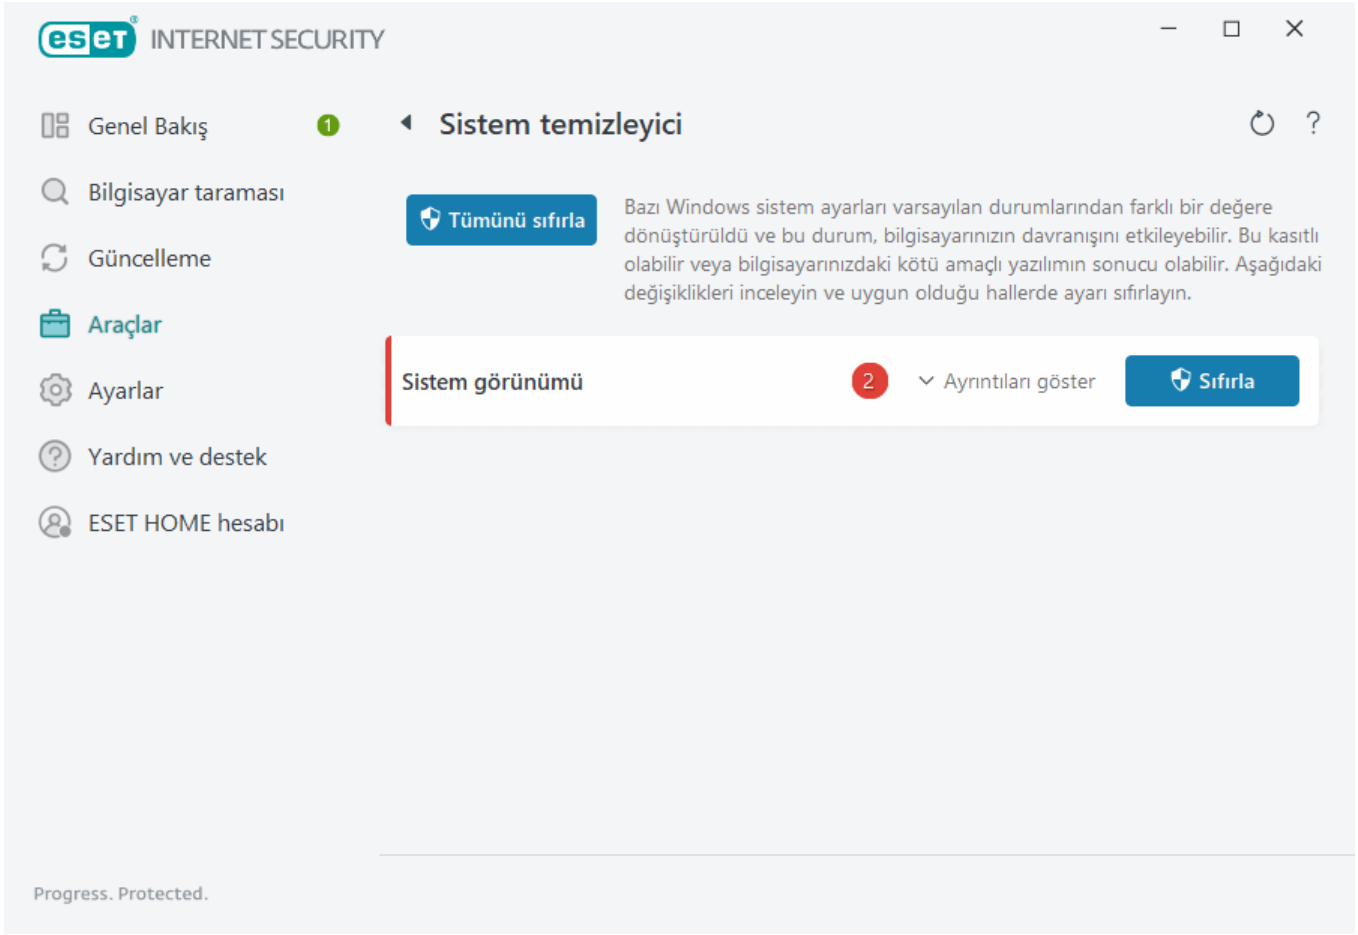 eset® INTERNET SECURITY
Genel Bakış 1
Bilgisayar taraması
Güncelleme
Araçlar
Ayarlar
Yardım ve destek
ESET HOME hesabı
Progress. Protected.
Sistem temizleyici ?
Tümünü sıfırla
Bazı Windows sistem ayarları varsayılan durumlarından farklı bir değere
dönüştürüldü ve bu durum, bilgisayarınızın davranışını etkileyebilir. Bu kasıtlı
olabilir veya bilgisayarınızdaki kötü amaçlı yazılımın sonucu olabilir. Aşağıdaki
değişiklikleri inceleyin ve uygun olduğu hallerde ayarı sıfırlayın.
Sistem görünümü 2 Ayrıntıları göster Sıfırla